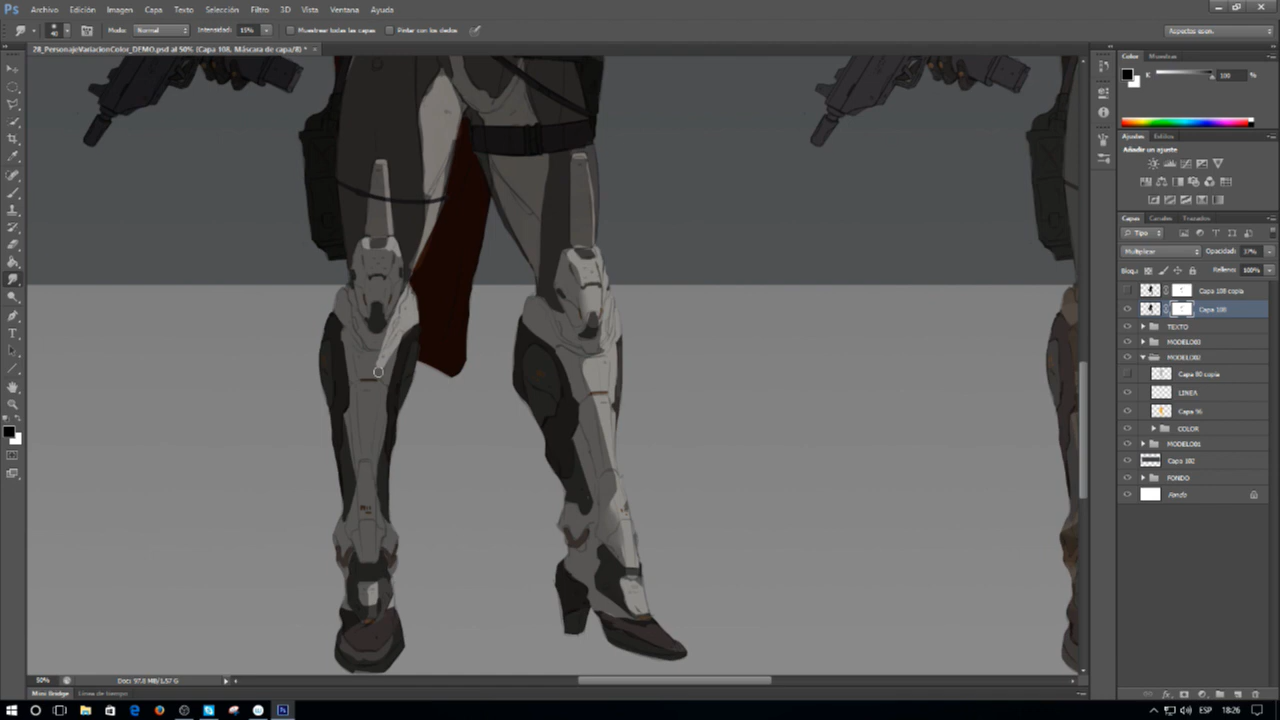 Ps Archivo Edición Imagen Capa Texto Selección Filtro 3D Vista Ventana Ayuda
Modo: Normal Intensidad: 15% Muestrear todas las capas Pintar con los dedos
28_PersonajeVariacionColor_DEMO.psd al 50% (Capa 108, Máscara de capa/8) *
Color Muestras
K 100 %
Ajustes Estilos
Añadir un ajuste
Capas Canales Trazados
Tipo
Multiplicar Opacidad: 37%
Bloq.: Relleno: 100%
Capa 108 copia
Capa 108
TEXTO
MODELO03
MODELO02
Capa 80 copia
LINEA
Capa 96
COLOR
MODELO01
Capa 102
FONDO
Fondo
50% Doc: 97,8 MB/1,57 G
Mini Bridge Línea de tiempo
ESP 18:26